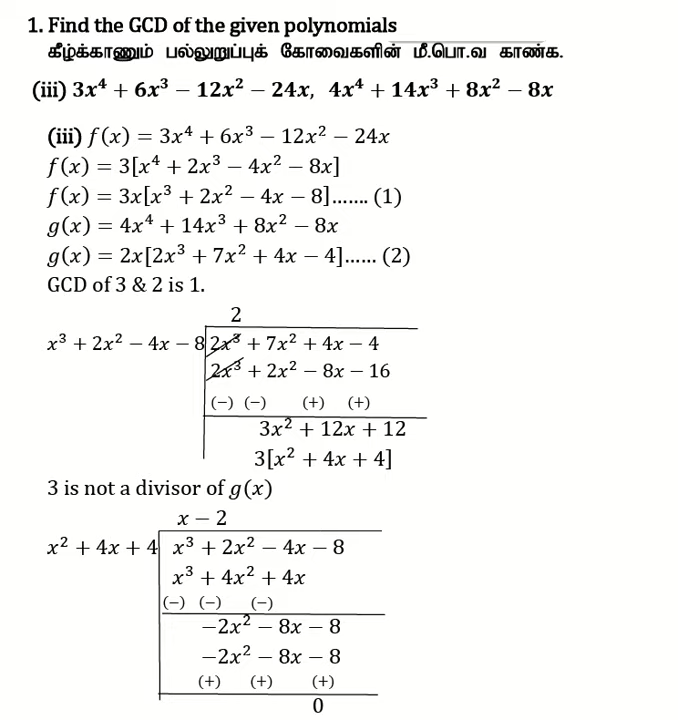 1. Find the GCD of the given polynomials
கீழ்க்காணும் பல்லுறுப்புக் கோவைகளின் மீ.பொ.வ காண்க.
(iii) 3x⁴ + 6x³ − 12x² − 24x, 4x⁴ + 14x³ + 8x² − 8x
(iii) f(x) = 3x⁴ + 6x³ − 12x² − 24x
f(x) = 3[x⁴ + 2x³ − 4x² − 8x]
f(x) = 3x[x³ + 2x² − 4x − 8]....... (1)
g(x) = 4x⁴ + 14x³ + 8x² − 8x
g(x) = 2x[2x³ + 7x² + 4x − 4]...... (2)
GCD of 3 & 2 is 1.
2
x³ + 2x² − 4x − 8 2x³ + 7x² + 4x − 4
2x³ + 2x² − 8x − 16
(−) (−) (+) (+)
3x² + 12x + 12
3[x² + 4x + 4]
3 is not a divisor of g(x)
x − 2
x² + 4x + 4 x³ + 2x² − 4x − 8
x³ + 4x² + 4x
(−) (−) (−)
−2x² − 8x − 8
−2x² − 8x − 8
(+) (+) (+)
0